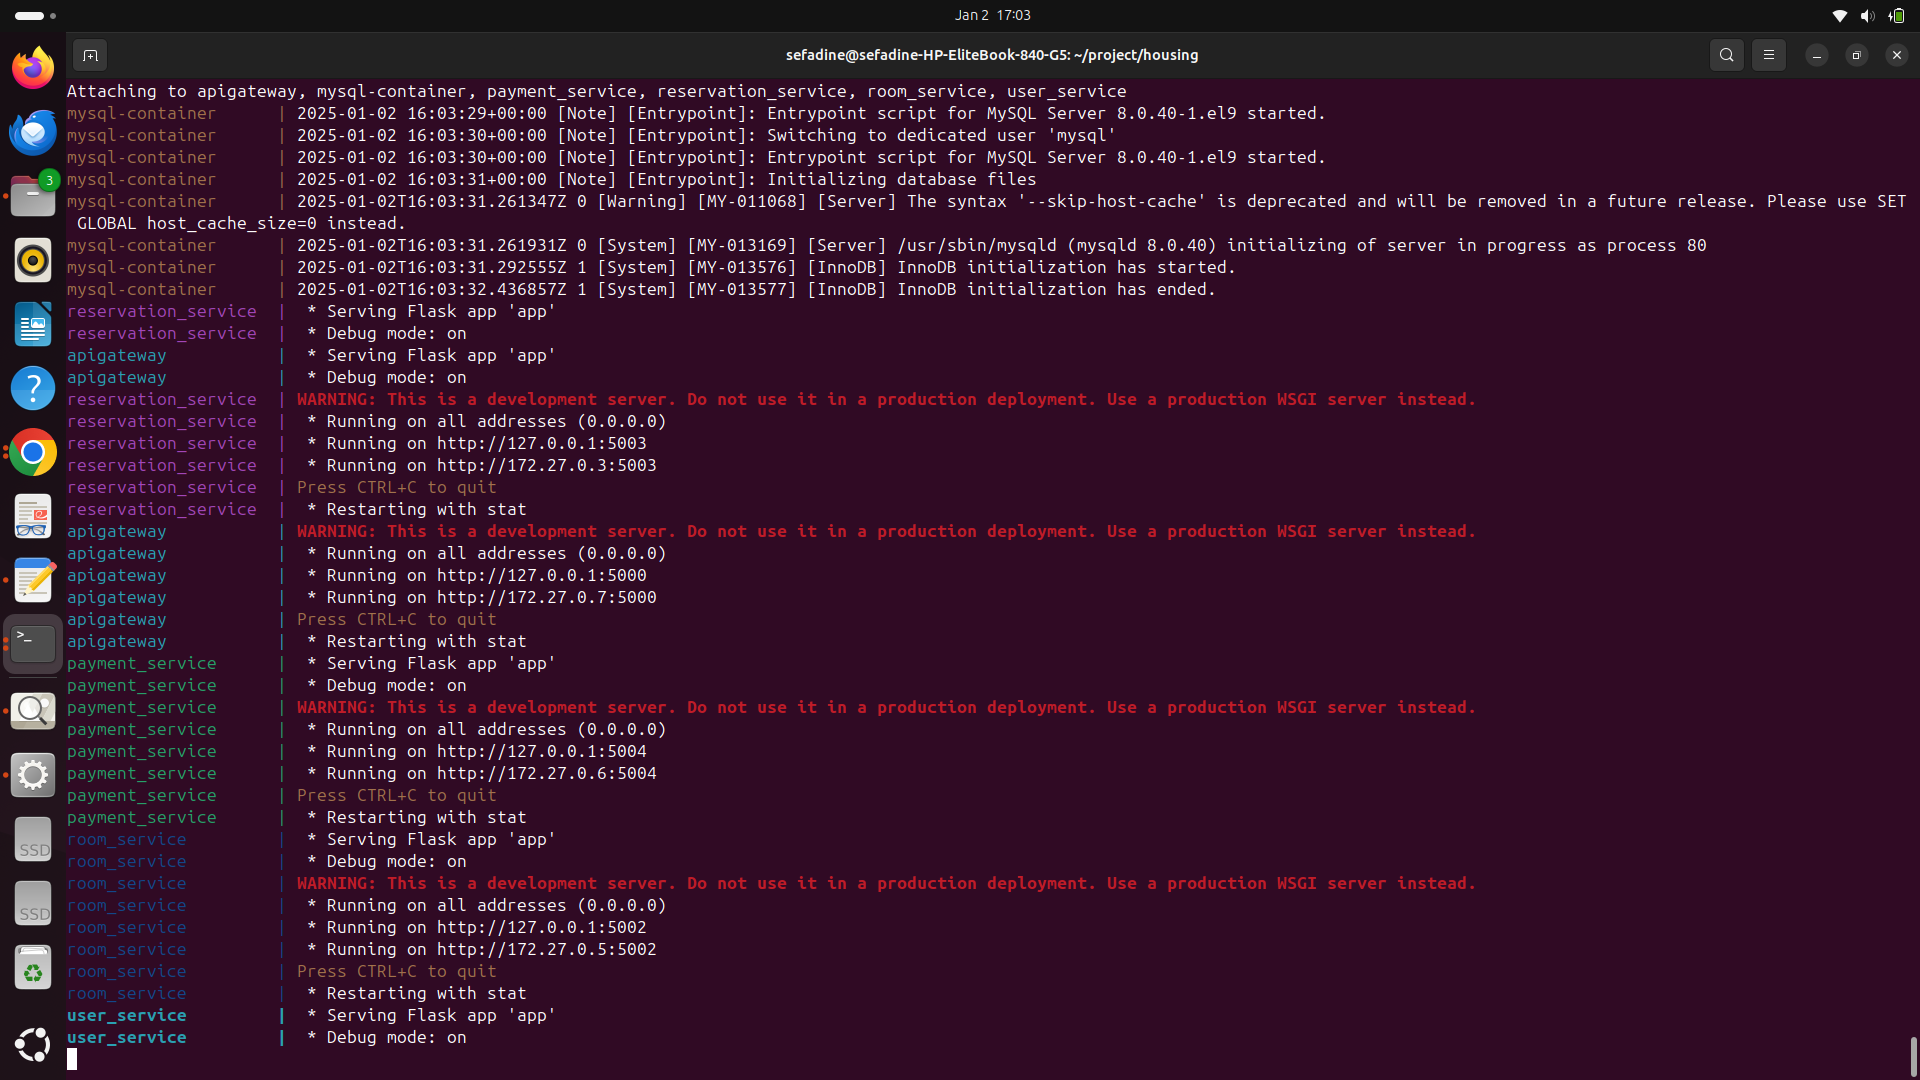 Jan 2 17:03
sefadine@sefadine-HP-EliteBook-840-G5: ~/project/housing
Attaching to apigateway, mysql-container, payment_service, reservation_service, room_service, user_service
mysql-container | 2025-01-02 16:03:29+00:00 [Note] [Entrypoint]: Entrypoint script for MySQL Server 8.0.40-1.el9 started.
mysql-container | 2025-01-02 16:03:30+00:00 [Note] [Entrypoint]: Switching to dedicated user 'mysql'
mysql-container | 2025-01-02 16:03:30+00:00 [Note] [Entrypoint]: Entrypoint script for MySQL Server 8.0.40-1.el9 started.
mysql-container | 2025-01-02 16:03:31+00:00 [Note] [Entrypoint]: Initializing database files
mysql-container | 2025-01-02T16:03:31.261347Z 0 [Warning] [MY-011068] [Server] The syntax '--skip-host-cache' is deprecated and will be removed in a future release. Please use SET
GLOBAL host_cache_size=0 instead.
mysql-container | 2025-01-02T16:03:31.261931Z 0 [System] [MY-013169] [Server] /usr/sbin/mysqld (mysqld 8.0.40) initializing of server in progress as process 80
mysql-container | 2025-01-02T16:03:31.292555Z 1 [System] [MY-013576] [InnoDB] InnoDB initialization has started.
mysql-container | 2025-01-02T16:03:32.436857Z 1 [System] [MY-013577] [InnoDB] InnoDB initialization has ended.
reservation_service | * Serving Flask app 'app'
reservation_service | * Debug mode: on
apigateway | * Serving Flask app 'app'
apigateway | * Debug mode: on
reservation_service | WARNING: This is a development server. Do not use it in a production deployment. Use a production WSGI server instead.
reservation_service | * Running on all addresses (0.0.0.0)
reservation_service | * Running on http://127.0.0.1:5003
reservation_service | * Running on http://172.27.0.3:5003
reservation_service | Press CTRL+C to quit
reservation_service | * Restarting with stat
apigateway | WARNING: This is a development server. Do not use it in a production deployment. Use a production WSGI server instead.
apigateway | * Running on all addresses (0.0.0.0)
apigateway | * Running on http://127.0.0.1:5000
apigateway | * Running on http://172.27.0.7:5000
apigateway | Press CTRL+C to quit
apigateway | * Restarting with stat
payment_service | * Serving Flask app 'app'
payment_service | * Debug mode: on
payment_service | WARNING: This is a development server. Do not use it in a production deployment. Use a production WSGI server instead.
payment_service | * Running on all addresses (0.0.0.0)
payment_service | * Running on http://127.0.0.1:5004
payment_service | * Running on http://172.27.0.6:5004
payment_service | Press CTRL+C to quit
payment_service | * Restarting with stat
room_service | * Serving Flask app 'app'
room_service | * Debug mode: on
room_service | WARNING: This is a development server. Do not use it in a production deployment. Use a production WSGI server instead.
room_service | * Running on all addresses (0.0.0.0)
room_service | * Running on http://127.0.0.1:5002
room_service | * Running on http://172.27.0.5:5002
room_service | Press CTRL+C to quit
room_service | * Restarting with stat
user_service | * Serving Flask app 'app'
user_service | * Debug mode: on
3
?
>_
SSD
SSD